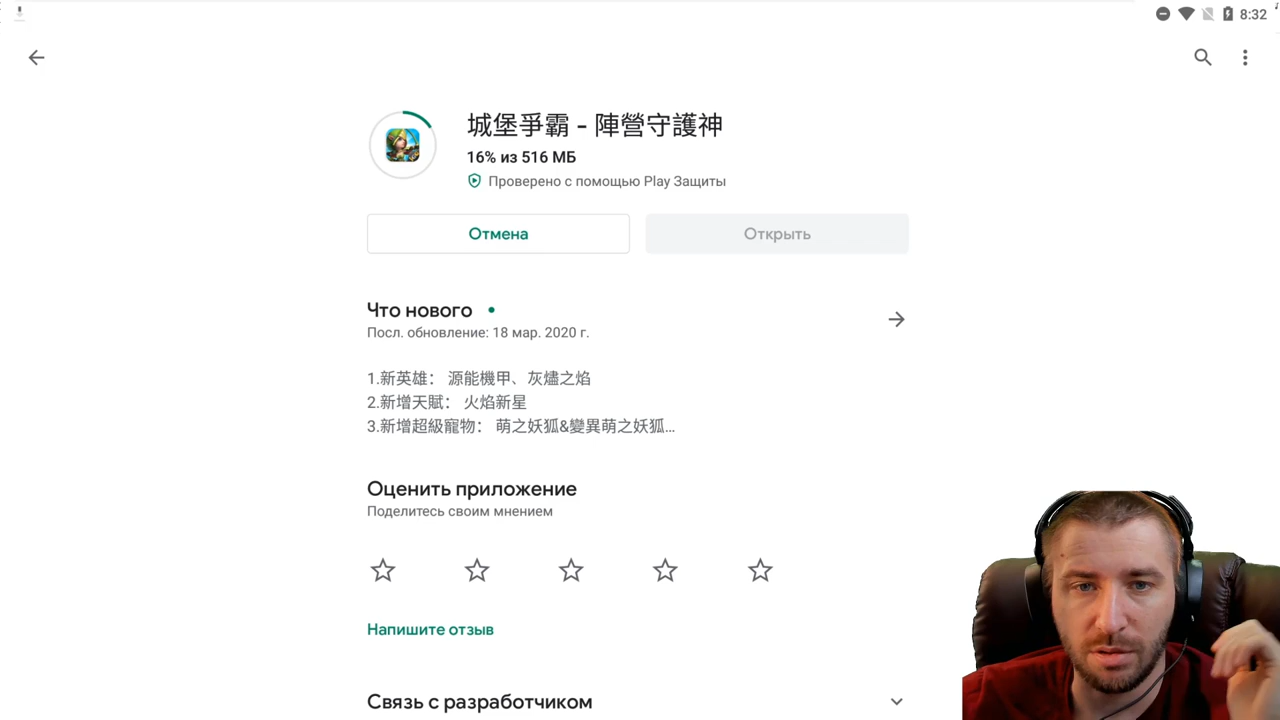 8:32
城堡爭霸 - 陣營守護神
16% из 516 МБ
Проверено с помощью Play Защиты
Отмена
Открыть
Что нового
Посл. обновление: 18 мар. 2020 г.
1.新英雄： 源能機甲、灰燼之焰
2.新增天賦： 火焰新星
3.新增超級寵物： 萌之妖狐&變異萌之妖狐...
Оценить приложение
Поделитесь своим мнением
Напишите отзыв
Связь с разработчиком